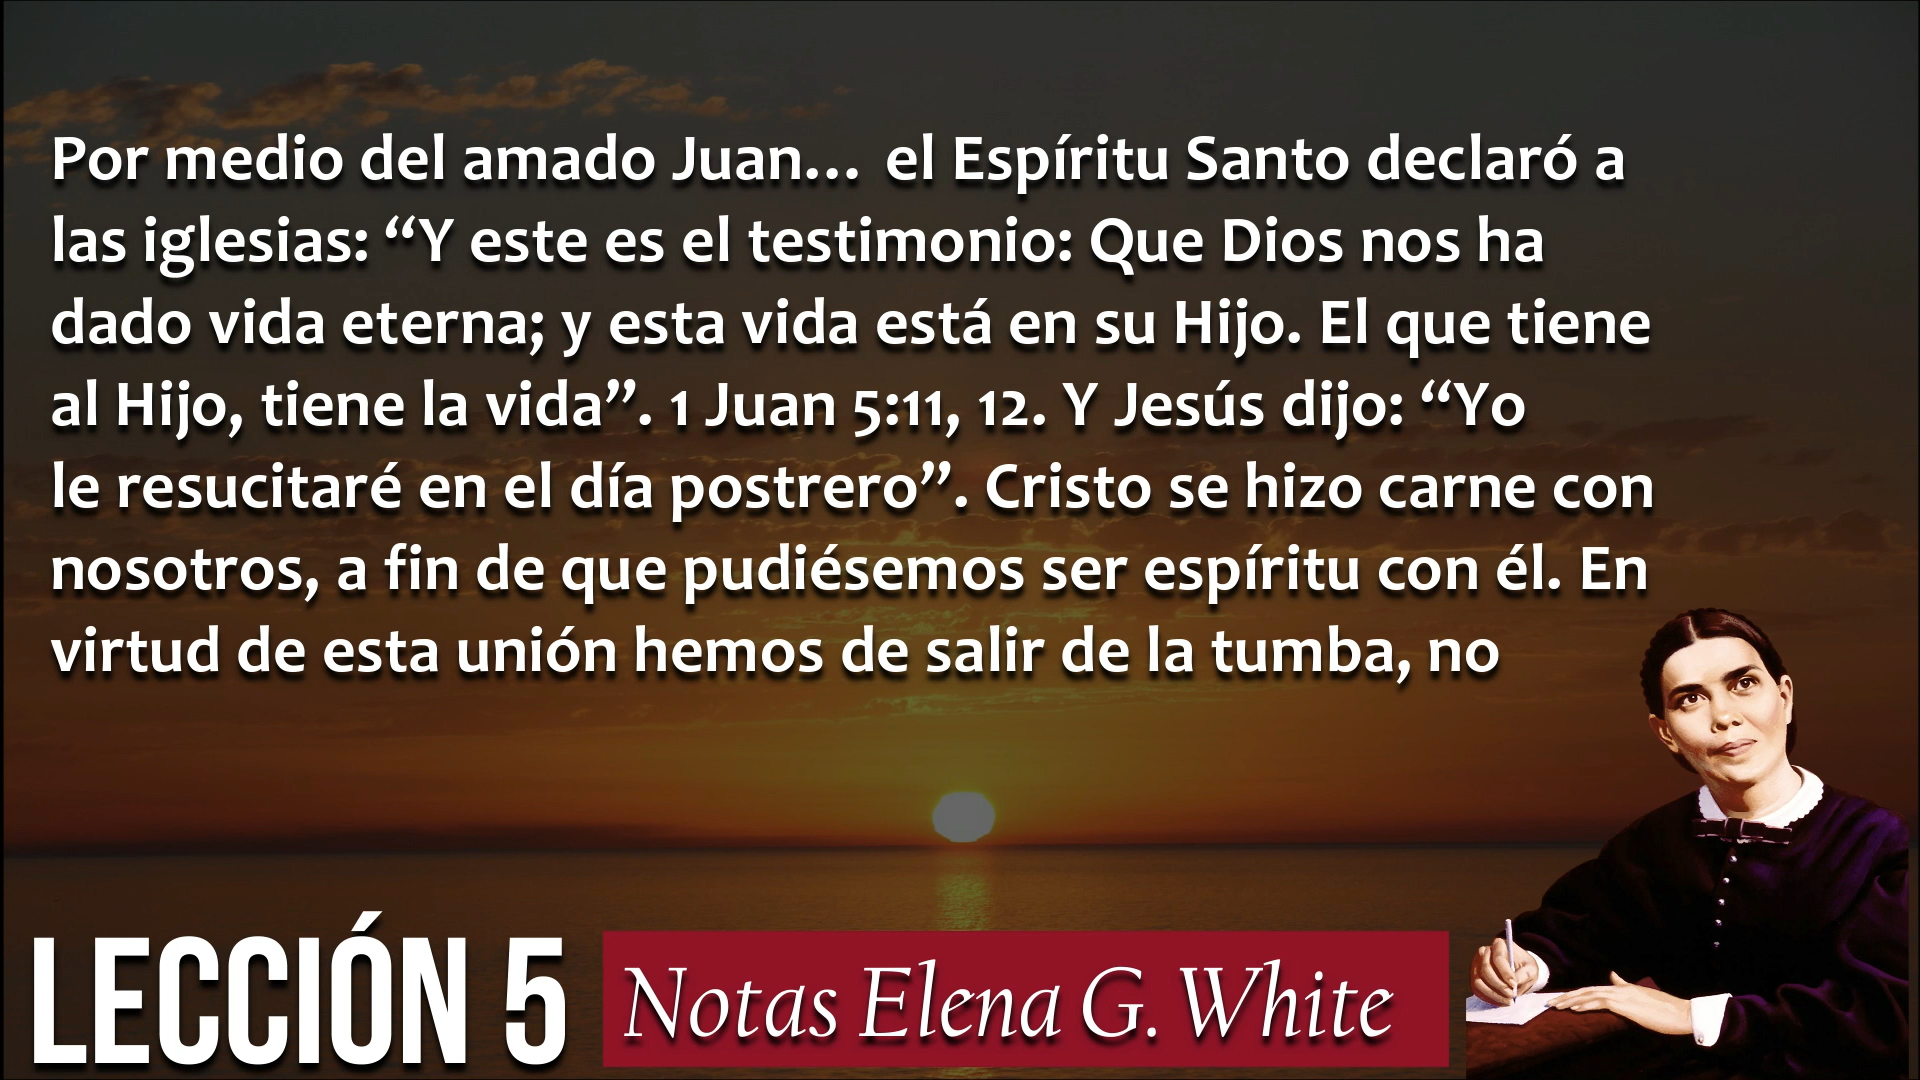 Por medio del amado Juan… el Espíritu Santo declaró a
las iglesias: “Y este es el testimonio: Que Dios nos ha
dado vida eterna; y esta vida está en su Hijo. El que tiene
al Hijo, tiene la vida”. 1 Juan 5:11, 12. Y Jesús dijo: “Yo
le resucitaré en el día postrero”. Cristo se hizo carne con
nosotros, a fin de que pudiésemos ser espíritu con él. En
virtud de esta unión hemos de salir de la tumba, no
LECCIÓN 5
Notas Elena G. White